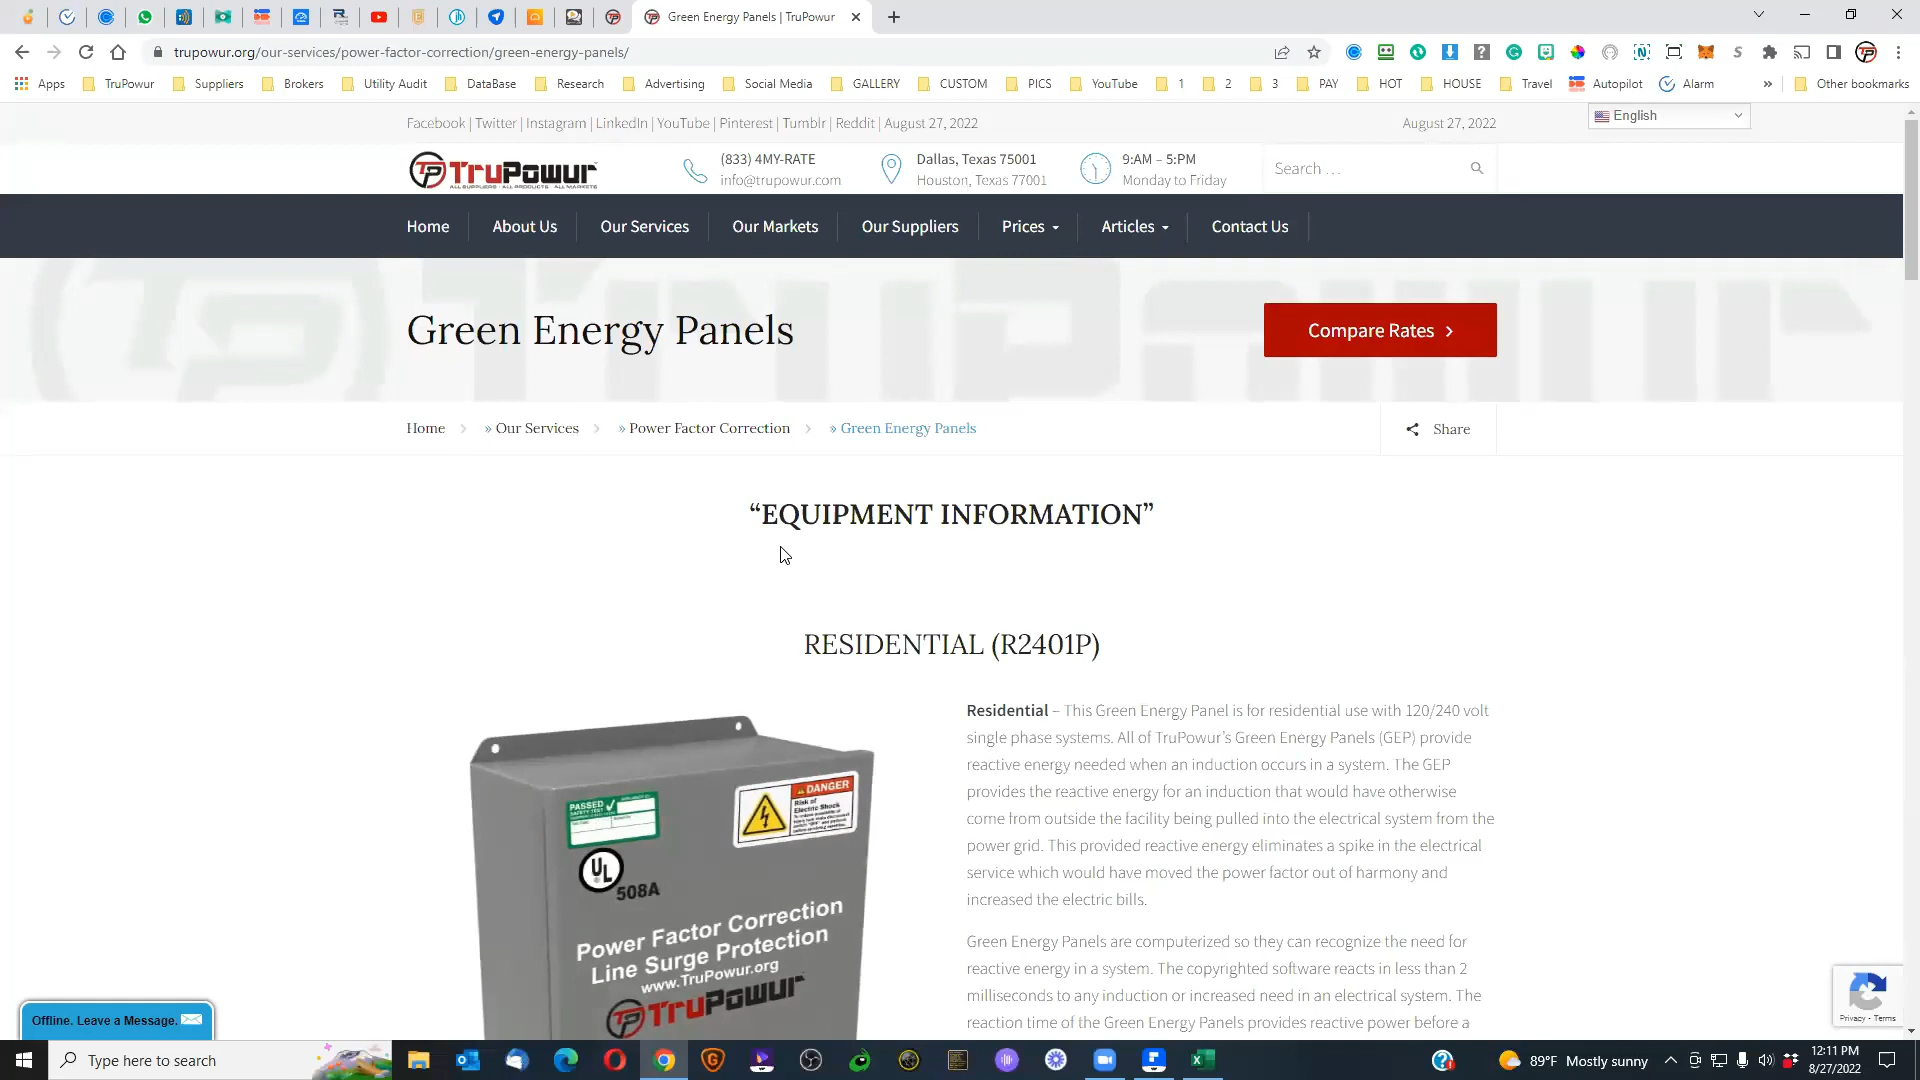 Green Energy Panels | TruPowur
trupowur.org/our-services/power-factor-correction/green-energy-panels/
Apps TruPowur Suppliers Brokers Utility Audit DataBase Research Advertising Social Media GALLERY CUSTOM PICS YouTube 1 2 3 PAY HOT HOUSE Travel Autopilot Alarm » Other bookmarks
Facebook | Twitter | Instagram | LinkedIn | YouTube | Pinterest | Tumblr | Reddit | August 27, 2022
August 27, 2022
English
TruPowur
ALL SUPPLIERS - ALL PRODUCTS - ALL MARKETS
(833) 4MY-RATE
info@trupowur.com
Dallas, Texas 75001
Houston, Texas 77001
9:AM – 5:PM
Monday to Friday
Search …
Home About Us Our Services Our Markets Our Suppliers Prices Articles Contact Us
Green Energy Panels
Compare Rates
Home » Our Services » Power Factor Correction » Green Energy Panels
Share
“EQUIPMENT INFORMATION”
RESIDENTIAL (R2401P)
Residential – This Green Energy Panel is for residential use with 120/240 volt
single phase systems. All of TruPowur’s Green Energy Panels (GEP) provide
reactive energy needed when an induction occurs in a system. The GEP
provides the reactive energy for an induction that would have otherwise
come from outside the facility being pulled into the electrical system from the
power grid. This provided reactive energy eliminates a spike in the electrical
service which would have moved the power factor out of harmony and
increased the electric bills.
Green Energy Panels are computerized so they can recognize the need for
reactive energy in a system. The copyrighted software reacts in less than 2
milliseconds to any induction or increased need in an electrical system. The
reaction time of the Green Energy Panels provides reactive power before a
PASSED
DANGER
Risk of
Electric Shock
UL
508A
Power Factor Correction
Line Surge Protection
www.TruPowur.org
TruPowur
Privacy - Terms
Offline. Leave a Message.
Type here to search
89°F Mostly sunny
12:11 PM
8/27/2022